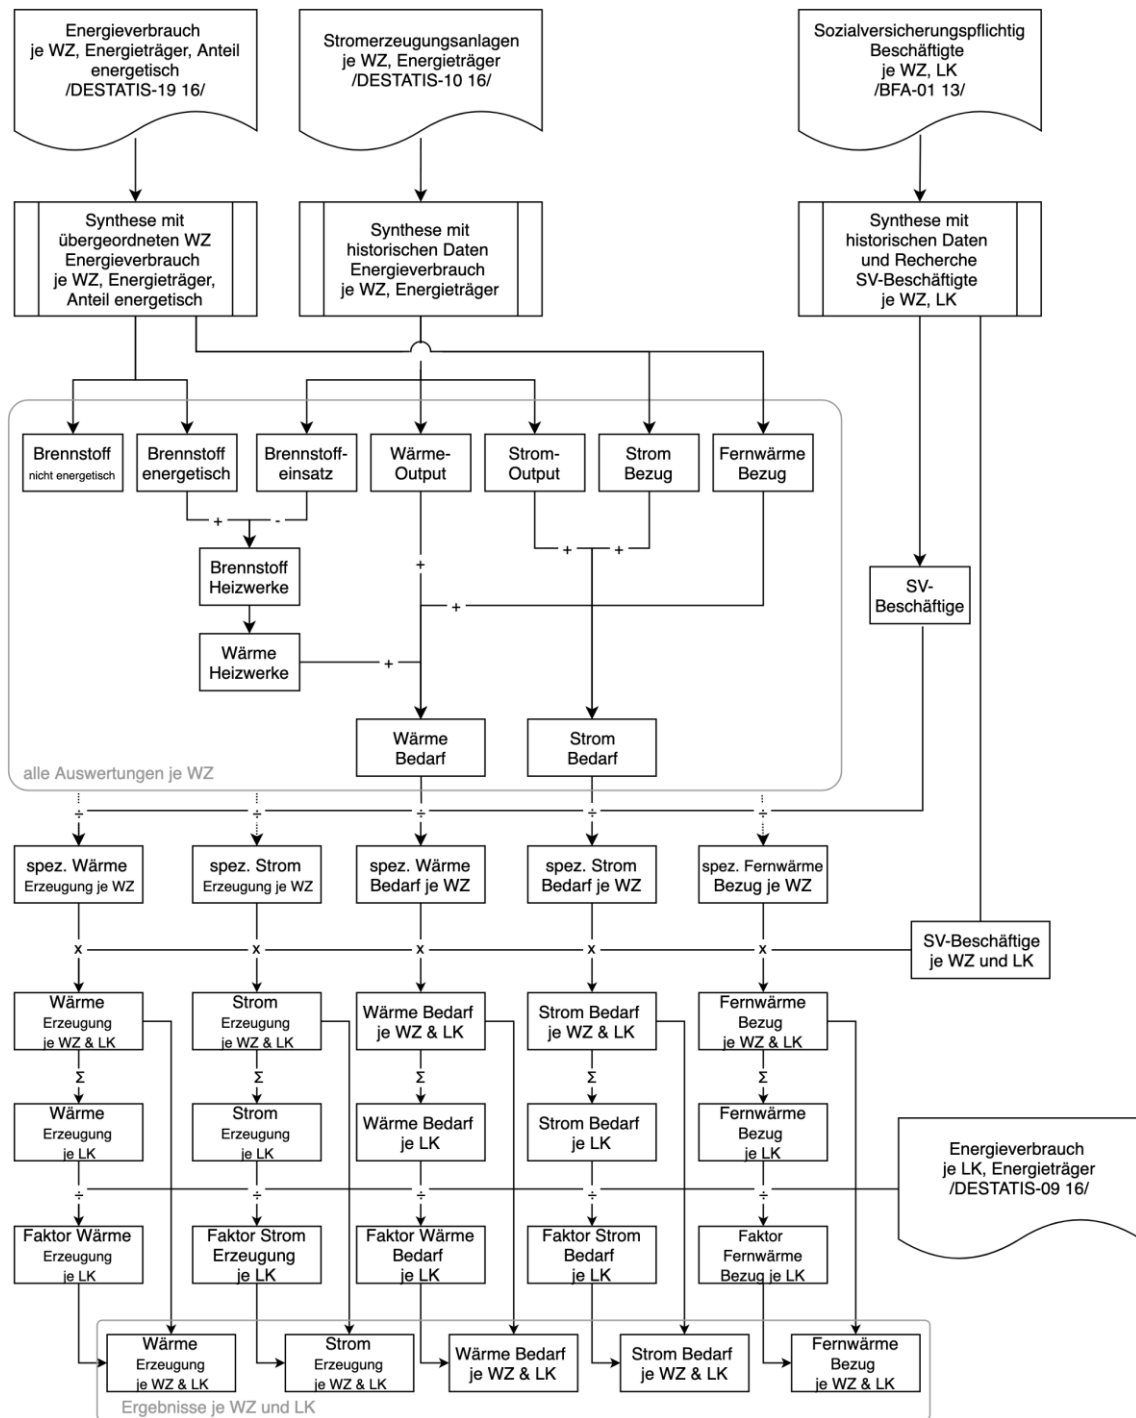 Energieverbrauch
je WZ, Energieträger, Anteil
energetisch
/DESTATIS-19 16/
Stromerzeugungsanlagen
je WZ, Energieträger
/DESTATIS-10 16/
Sozialversicherungspflichtig
Beschäftigte
je WZ, LK
/BFA-01 13/
Synthese mit
übergeordneten WZ
Energieverbrauch
je WZ, Energieträger,
Anteil energetisch
Synthese mit
historischen Daten
Energieverbrauch
je WZ, Energieträger
Synthese mit
historischen Daten
und Recherche
SV-Beschäftigte
je WZ, LK
Brennstoff
nicht energetisch
Brennstoff
energetisch
Brennstoff-
einsatz
Wärme-
Output
Strom-
Output
Strom
Bezug
Fernwärme
Bezug
+
-
+
+
Brennstoff
Heizwerke
+
SV-
Beschäftige
+
Wärme
Heizwerke
+
Wärme
Bedarf
Strom
Bedarf
alle Auswertungen je WZ
÷
÷
÷
÷
÷
spez. Wärme
Erzeugung je WZ
spez. Strom
Erzeugung je WZ
spez. Wärme
Bedarf je WZ
spez. Strom
Bedarf je WZ
spez. Fernwärme
Bezug je WZ
x
x
x
x
x
SV-Beschäftige
je WZ und LK
Wärme
Erzeugung
je WZ & LK
Strom
Erzeugung
je WZ & LK
Wärme Bedarf
je WZ & LK
Strom Bedarf
je WZ & LK
Fernwärme
Bezug
je WZ & LK
Σ
Σ
Σ
Σ
Σ
Wärme
Erzeugung
je LK
Strom
Erzeugung
je LK
Wärme Bedarf
je LK
Strom Bedarf
je LK
Fernwärme
Bezug
je LK
Energieverbrauch
je LK, Energieträger
/DESTATIS-09 16/
÷
÷
÷
÷
÷
Faktor Wärme
Erzeugung
je LK
Faktor Strom
Erzeugung
je LK
Faktor Wärme
Bedarf
je LK
Faktor Strom
Bedarf
je LK
Faktor
Fernwärme
Bezug je LK
Wärme
Erzeugung
je WZ & LK
Strom
Erzeugung
je WZ & LK
Wärme Bedarf
je WZ & LK
Strom Bedarf
je WZ & LK
Fernwärme
Bezug
je WZ & LK
Ergebnisse je WZ und LK